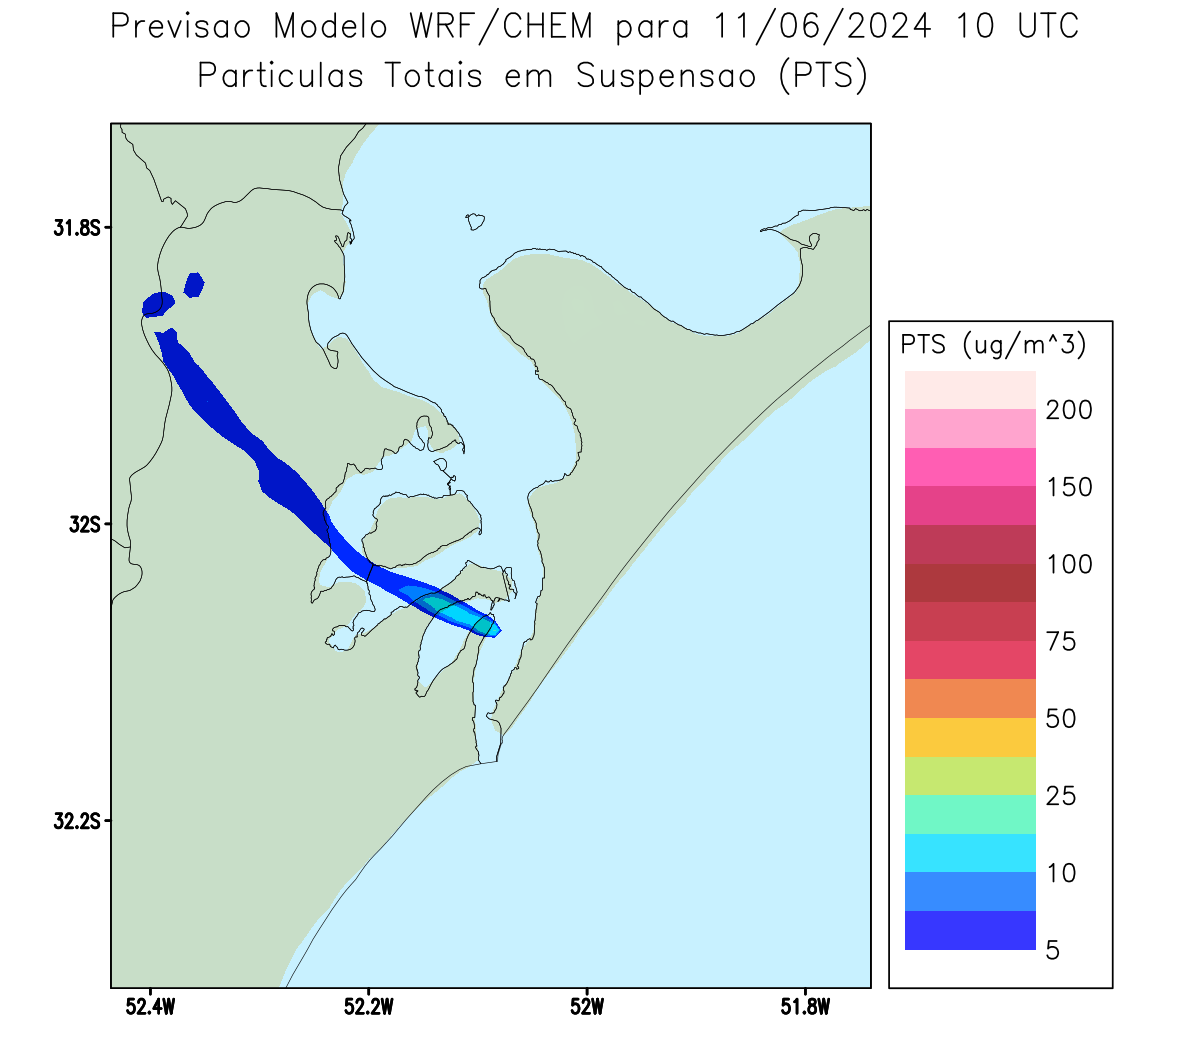 Previsao Modelo WRF/CHEM para 11/06/2024 10 UTC
Particulas Totais em Suspensao (PTS)
31.8S
32S
32.2S
52.4W 52.2W 52W 51.8W
PTS (ug/m^3)
200
150
100
75
50
25
10
5